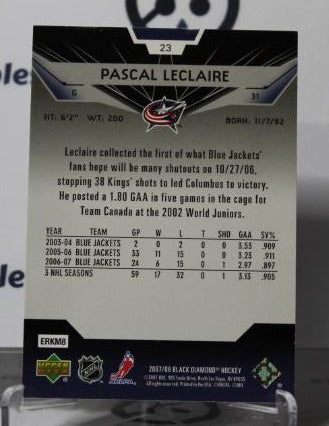 23
PASCAL LECLAIRE
G 31
HT: 6'2" WT: 200 BORN: 11/7/82
Leclaire collected the first of what Blue Jackets'
fans hope will be many shutouts on 10/27/06,
stopping 38 Kings' shots to led Columbus to victory.
He posted a 1.80 GAA in five games in the cage for
Team Canada at the 2002 World Juniors.
YEAR TEAM GP W L T SHO GAA SV%
2003-04 BLUE JACKETS 2 0 2 0 0 3.53 .909
2005-06 BLUE JACKETS 33 11 15 0 0 3.23 .911
2006-07 BLUE JACKETS 24 6 15 0 1 2.97 .897
3 NHL SEASONS 59 17 32 0 1 3.13 .905
ERKM8
UPPER DECK
NHL
NHLPA
2007/08 BLACK DIAMOND HOCKEY